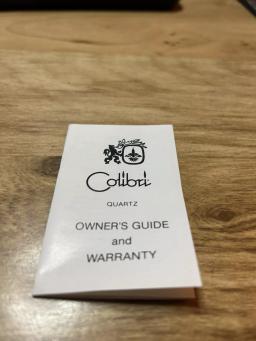 Colibri
QUARTZ
OWNER'S GUIDE
and
WARRANTY